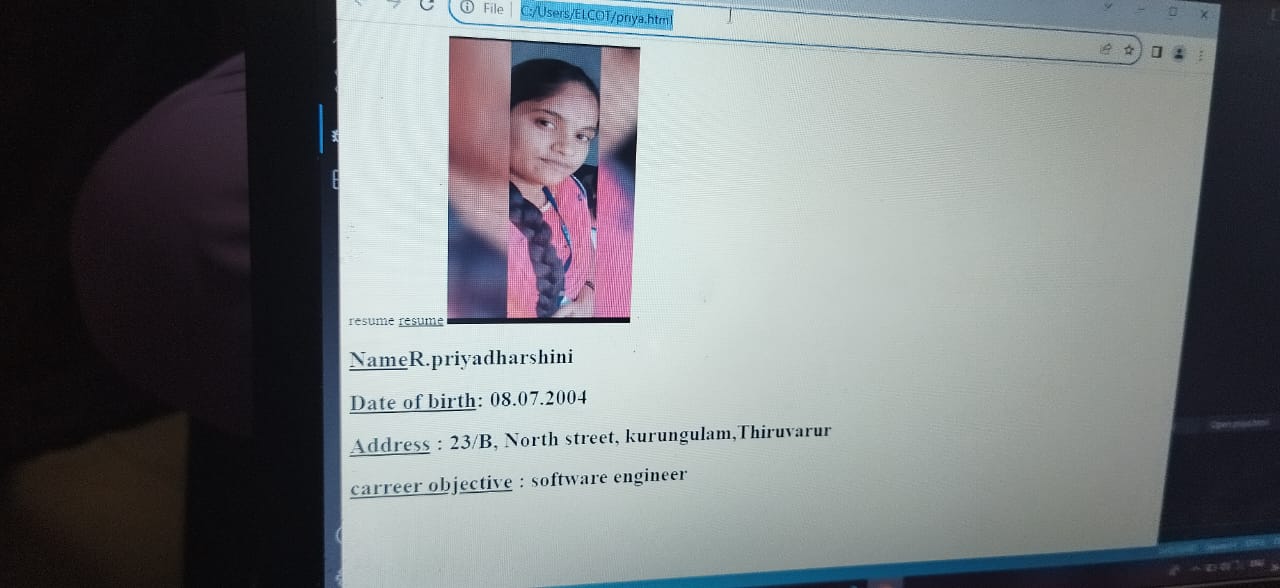 File C:/Users/ELCOT/priya.html
resume resume
NameR.priyadharshini
Date of birth: 08.07.2004
Address : 23/B, North street, kurungulam,Thiruvarur
carreer objective : software engineer